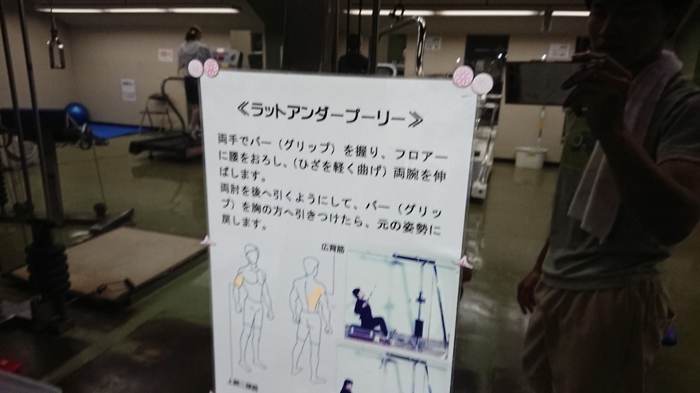 ≪ラットアンダープーリー≫
両手でバー（グリップ）を握り、フロアー
に腰をおろし、（ひざを軽く曲げ）両腕を伸
ばします。
両肘を後へ引くようにして、バー（グリッ
プ）を胸の方へ引きつけたら、元の姿勢に
戻します。
広背筋